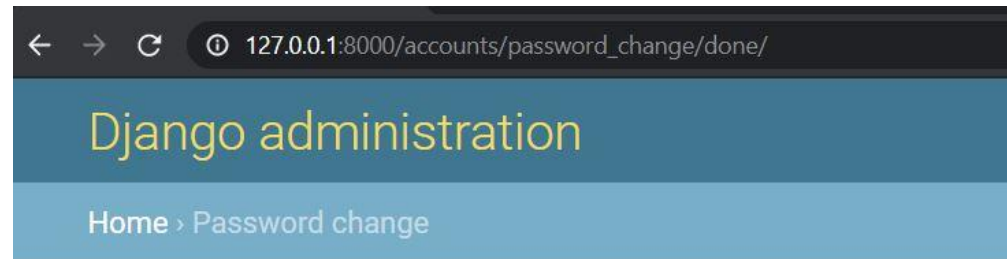 127.0.0.1:8000/accounts/password_change/done/
Django administration
Home › Password change